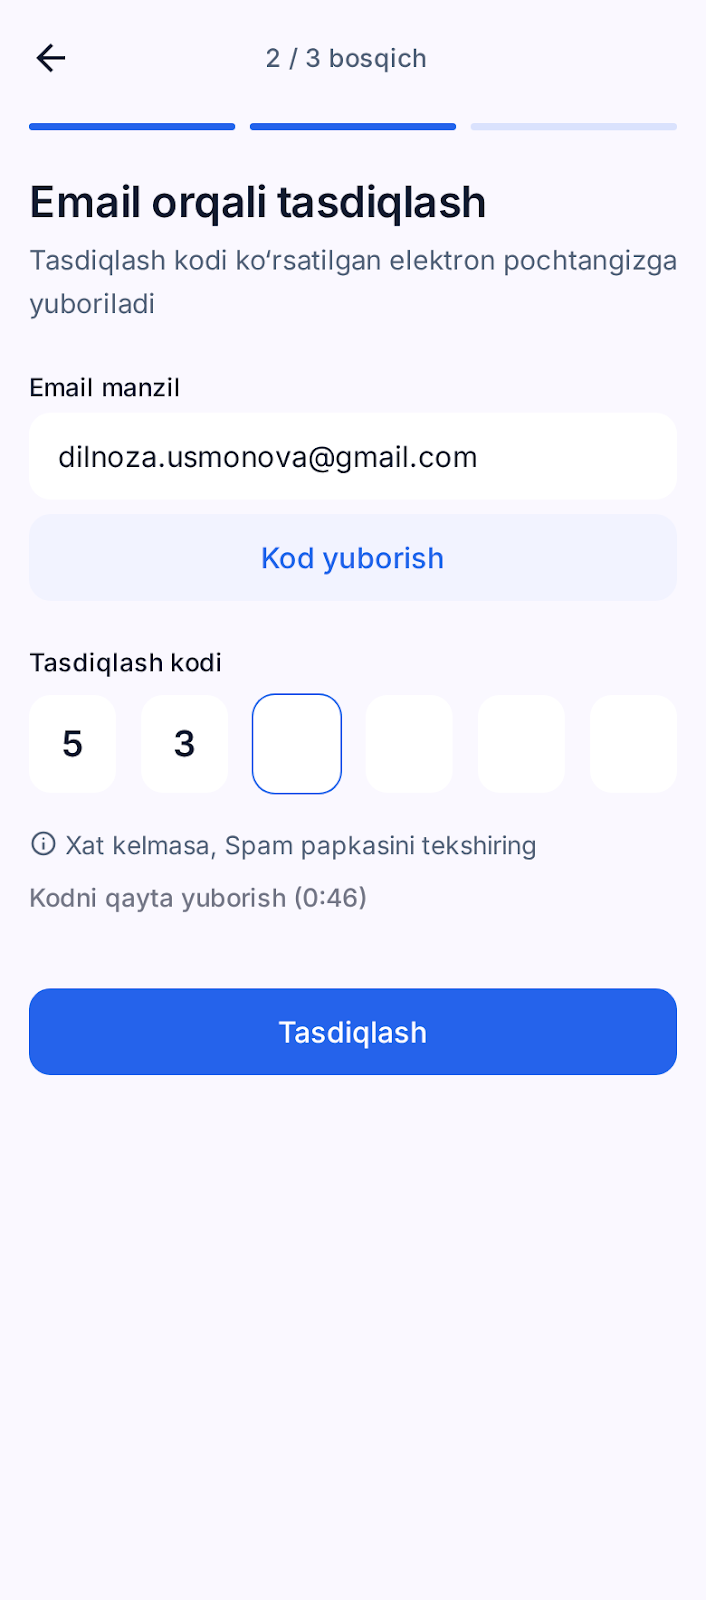 2 / 3 bosqich
Email orqali tasdiqlash
Tasdiqlash kodi ko‘rsatilgan elektron pochtangizga
yuboriladi
Email manzil
dilnoza.usmonova@gmail.com
Kod yuborish
Tasdiqlash kodi
5 3
Xat kelmasa, Spam papkasini tekshiring
Kodni qayta yuborish (0:46)
Tasdiqlash